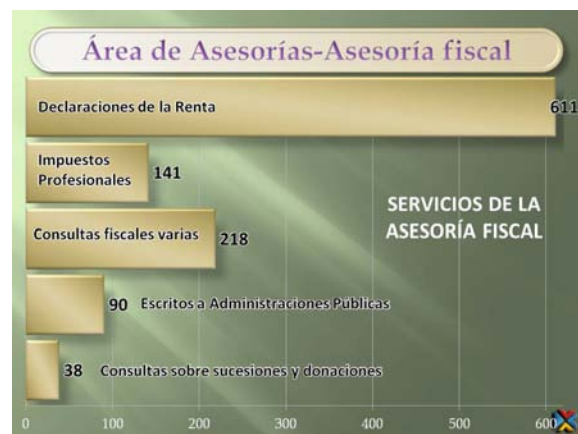 Área de Asesorías-Asesoría fiscal
Declaraciones de la Renta
611
Impuestos
Profesionales
141
SERVICIOS DE LA
ASESORÍA FISCAL
Consultas fiscales varias
218
90
Escritos a Administraciones Públicas
38
Consultas sobre sucesiones y donaciones
0 100 200 300 400 500 600